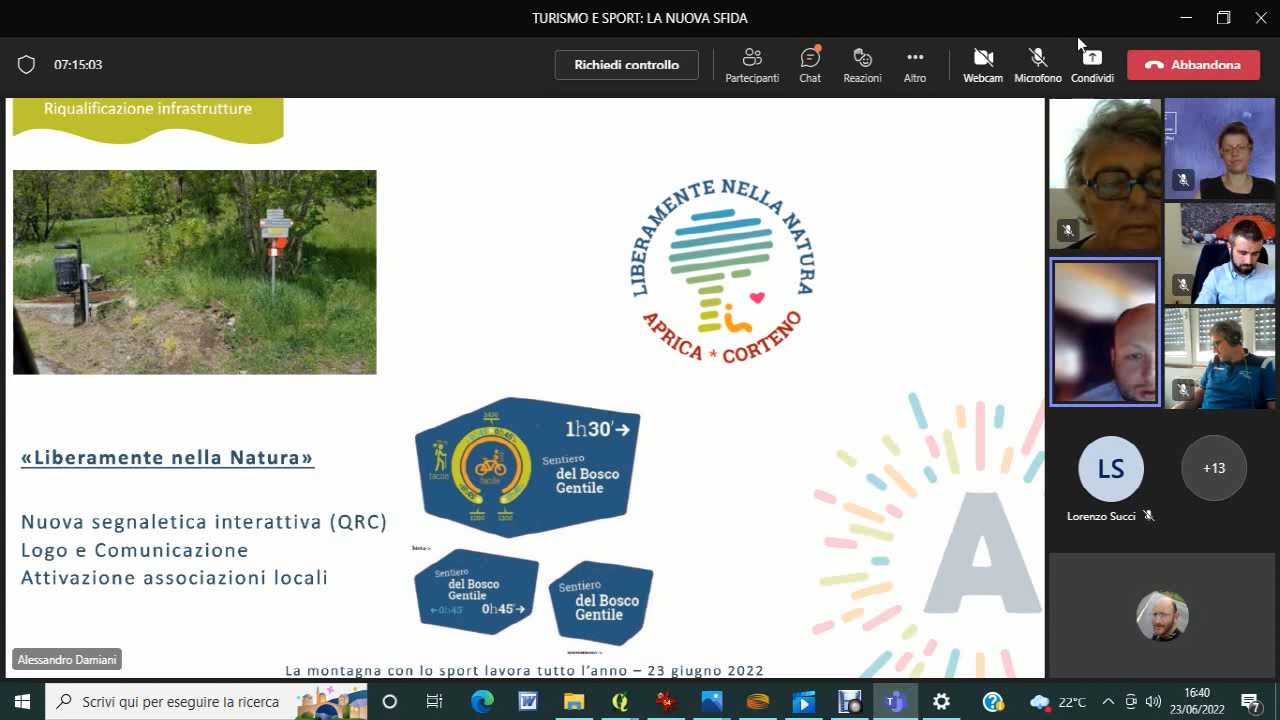 TURISMO E SPORT: LA NUOVA SFIDA
07:15:03
Richiedi controllo
Partecipanti
Chat
Reazioni
Altro
Webcam
Microfono
Condividi
Abbandona
Riqualificazione infrastrutture
LIBERAMENTE NELLA NATURA
APRICA * CORTENO
«Liberamente nella Natura»
Nuova segnaletica interattiva (QRC)
Logo e Comunicazione
Attivazione associazioni locali
1h30'→
Sentiero
del Bosco
Gentile
facile
facile
Sentiero
del Bosco
Gentile
←0h45'
0h45'→
Sentiero
del Bosco
Gentile
A
LS
Lorenzo Succi
+13
Alessandro Damiani
La montagna con lo sport lavora tutto l'anno – 23 giugno 2022
Scrivi qui per eseguire la ricerca
22°C
16:40
23/06/2022
7